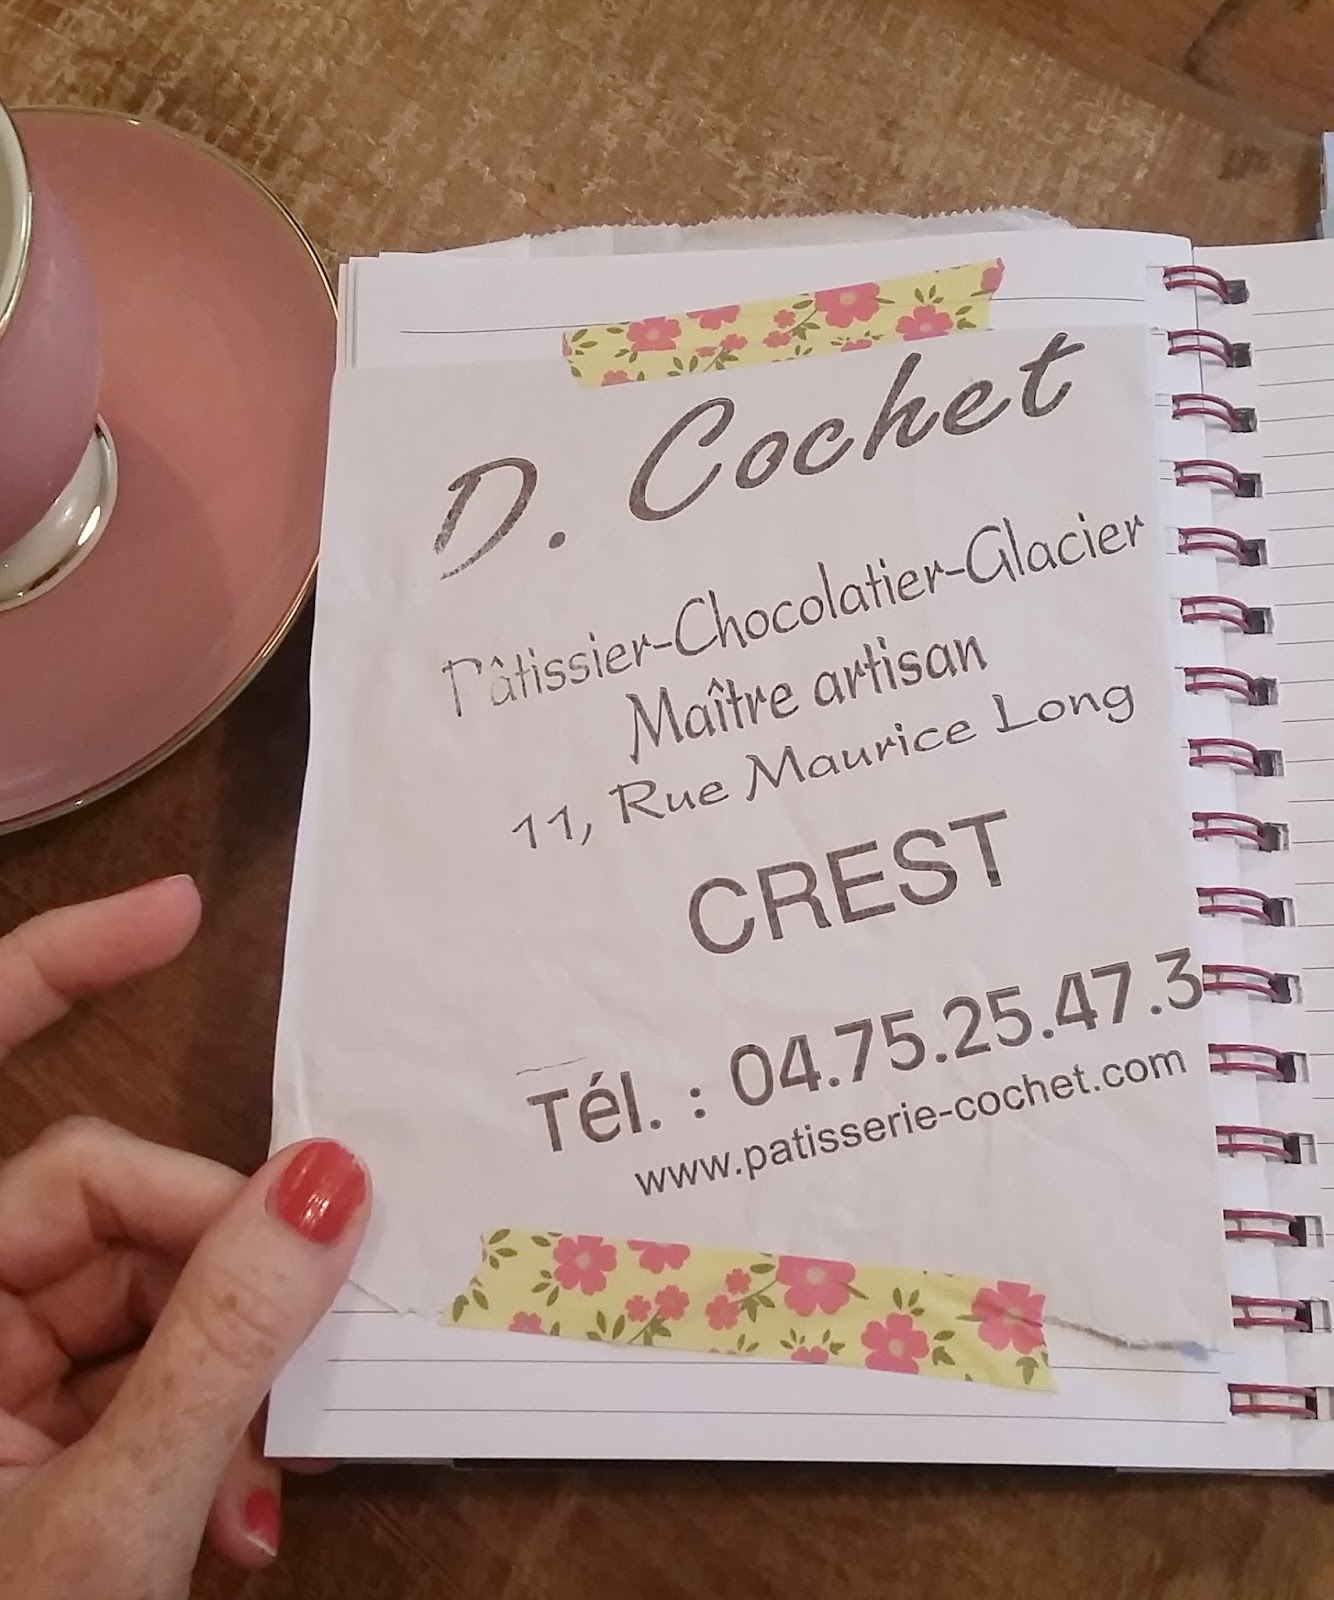 D. Cochet
Pâtissier-Chocolatier-Glacier
Maître artisan
11, Rue Maurice Long
CREST
Tél. : 04.75.25.47.3
www.patisserie-cochet.com